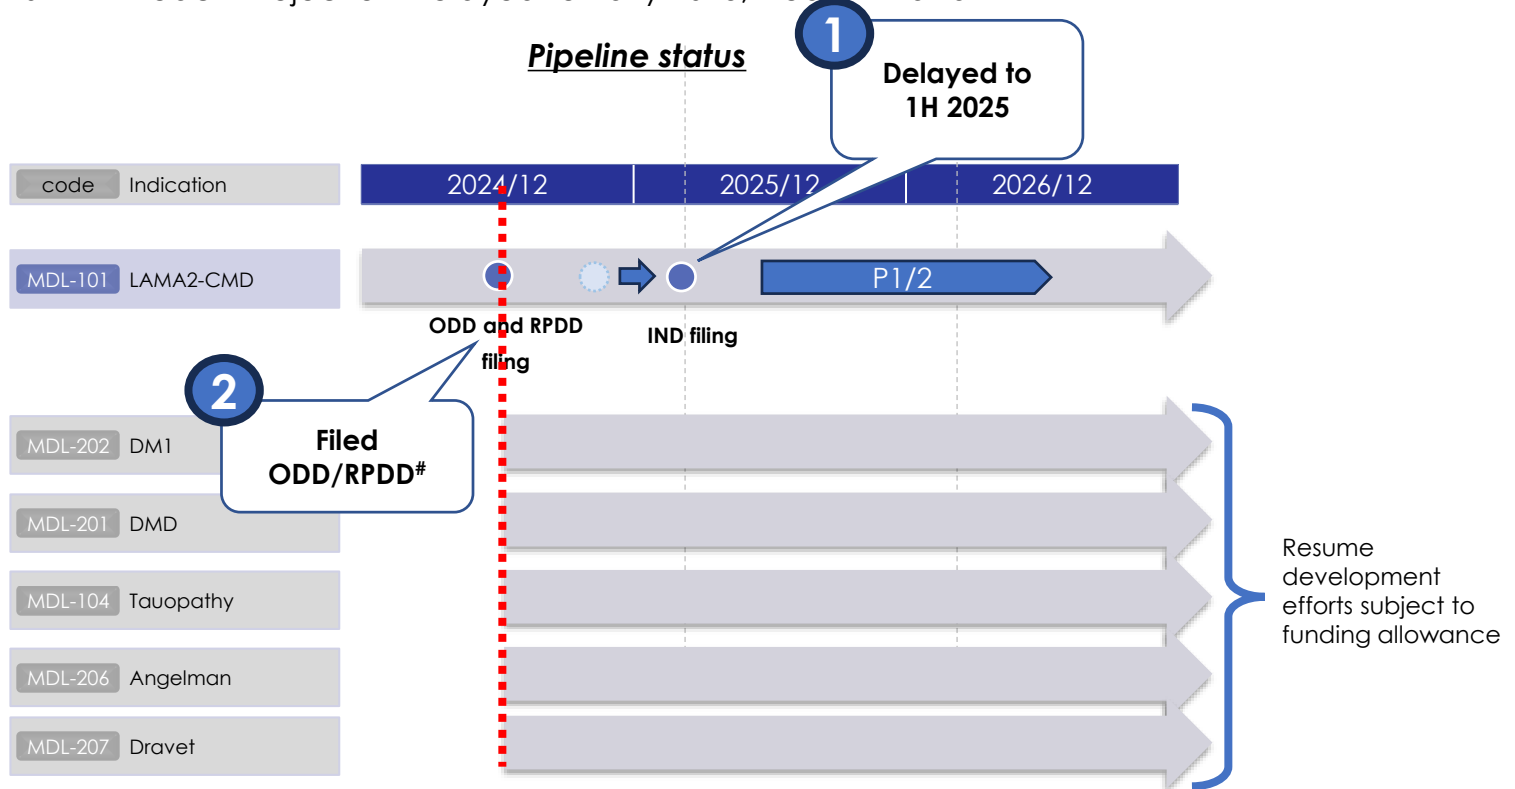 Pipeline status
1
Delayed to
1H 2025
code Indication 2024/12 2025/12 2026/12
MDL-101 LAMA2-CMD P1/2
ODD and RPDD
filing
IND filing
2
Filed
ODD/RPDD#
MDL-202 DM1
MDL-201 DMD
MDL-104 Tauopathy
MDL-206 Angelman
MDL-207 Dravet
Resume
development
efforts subject to
funding allowance